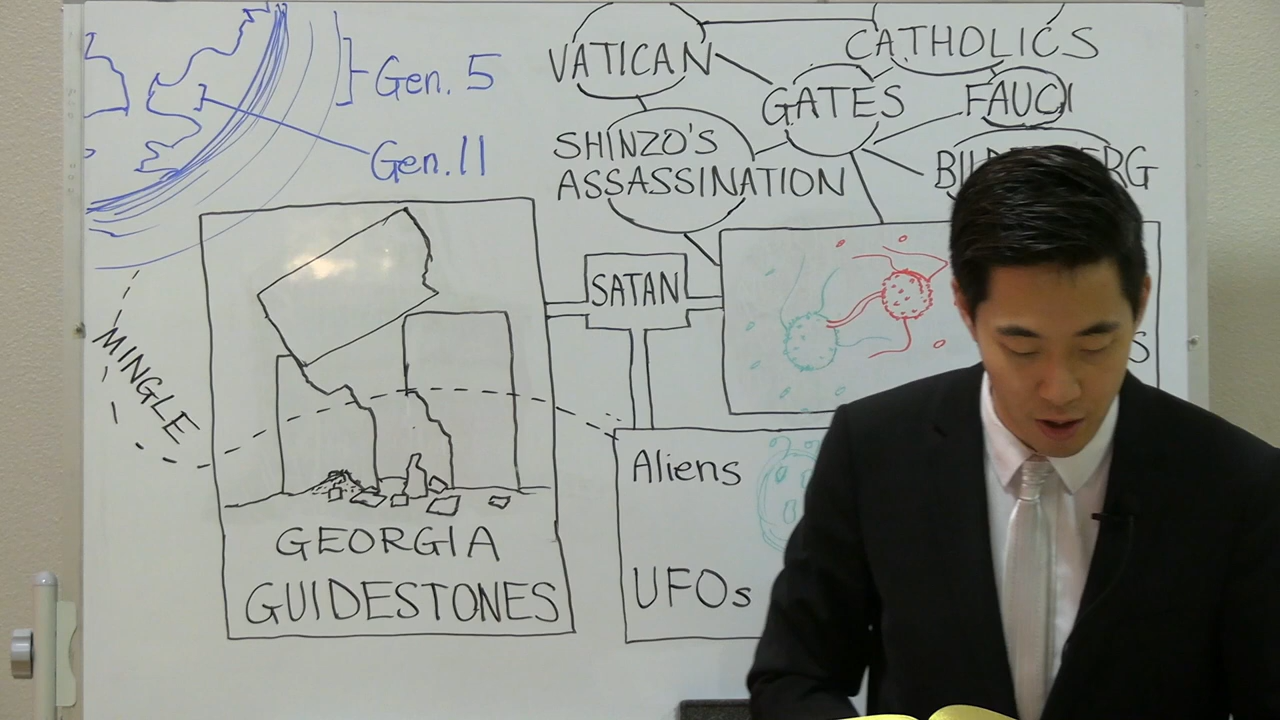 Gen. 5
Gen. 11
VATICAN
CATHOLICS
GATES
FAUCI
SHINZO'S
ASSASSINATION
SATAN
MINGLE
Aliens
UFOs
GEORGIA
GUIDESTONES